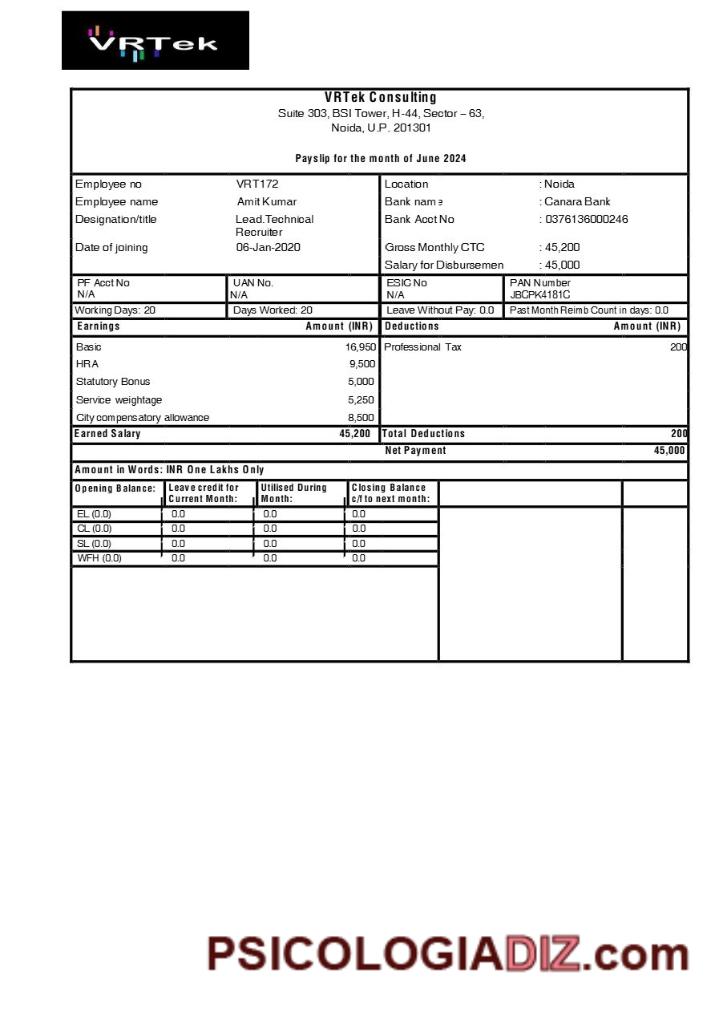 VRTek
VRTek Consulting
Suite 303, BSI Tower, H-44, Sector – 63,
Noida, U.P. 201301
Payslip for the month of June 2024
Employee no VRT172 Location : Noida
Employee name Amit Kumar Bank name : Canara Bank
Designation/title Lead.Technical Bank Acct No : 0376136000246
Recruiter
Date of joining 06-Jan-2020 Gross Monthly CTC : 45,200
Salary for Disbursemen : 45,000
PF Acct No UAN No. ESIC No PAN Number
N/A N/A N/A JBCPK4181C
Working Days: 20 Days Worked: 20 Leave Without Pay: 0.0 Past Month Reimb Count in days: 0.0
Earnings Amount (INR) Deductions Amount (INR)
Basic 16,950 Professional Tax 200
HRA 9,500
Statutory Bonus 5,000
Service weightage 5,250
City compensatory allowance 8,500
Earned Salary 45,200 Total Deductions 200
Net Payment 45,000
Amount in Words: INR One Lakhs Only
Opening Balance: Leave credit for Utilised During Closing Balance
Current Month: Month: c/f to next month:
EL (0.0) 0.0 0.0 0.0
CL (0.0) 0.0 0.0 0.0
SL (0.0) 0.0 0.0 0.0
WFH (0.0) 0.0 0.0 0.0
PSICOLOGIADIZ.com